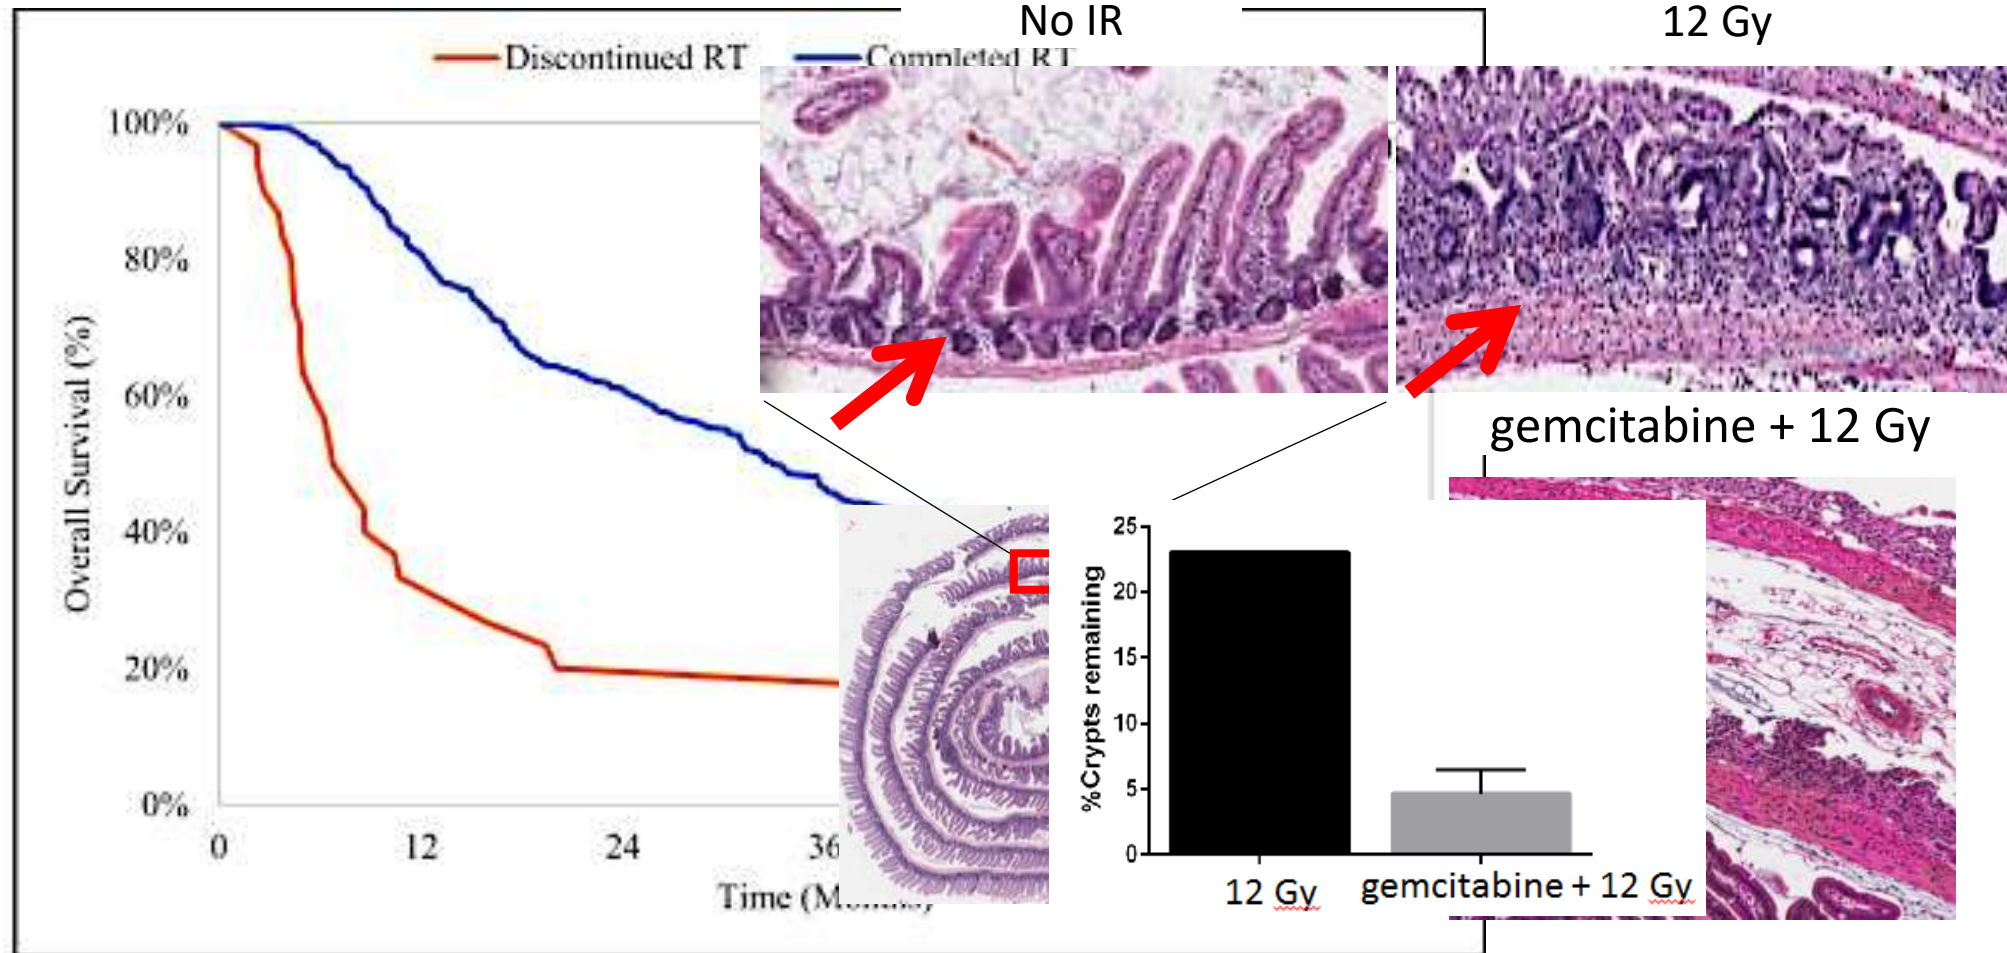 No IR
12 Gy
Discontinued RT
Completed RT
100%
80%
60%
40%
20%
0%
Overall Survival (%)
0 12 24 36
Time
gemcitabine + 12 Gy
25
20
15
10
5
0
%Crypts remaining
12 Gy
gemcitabine + 12 Gy